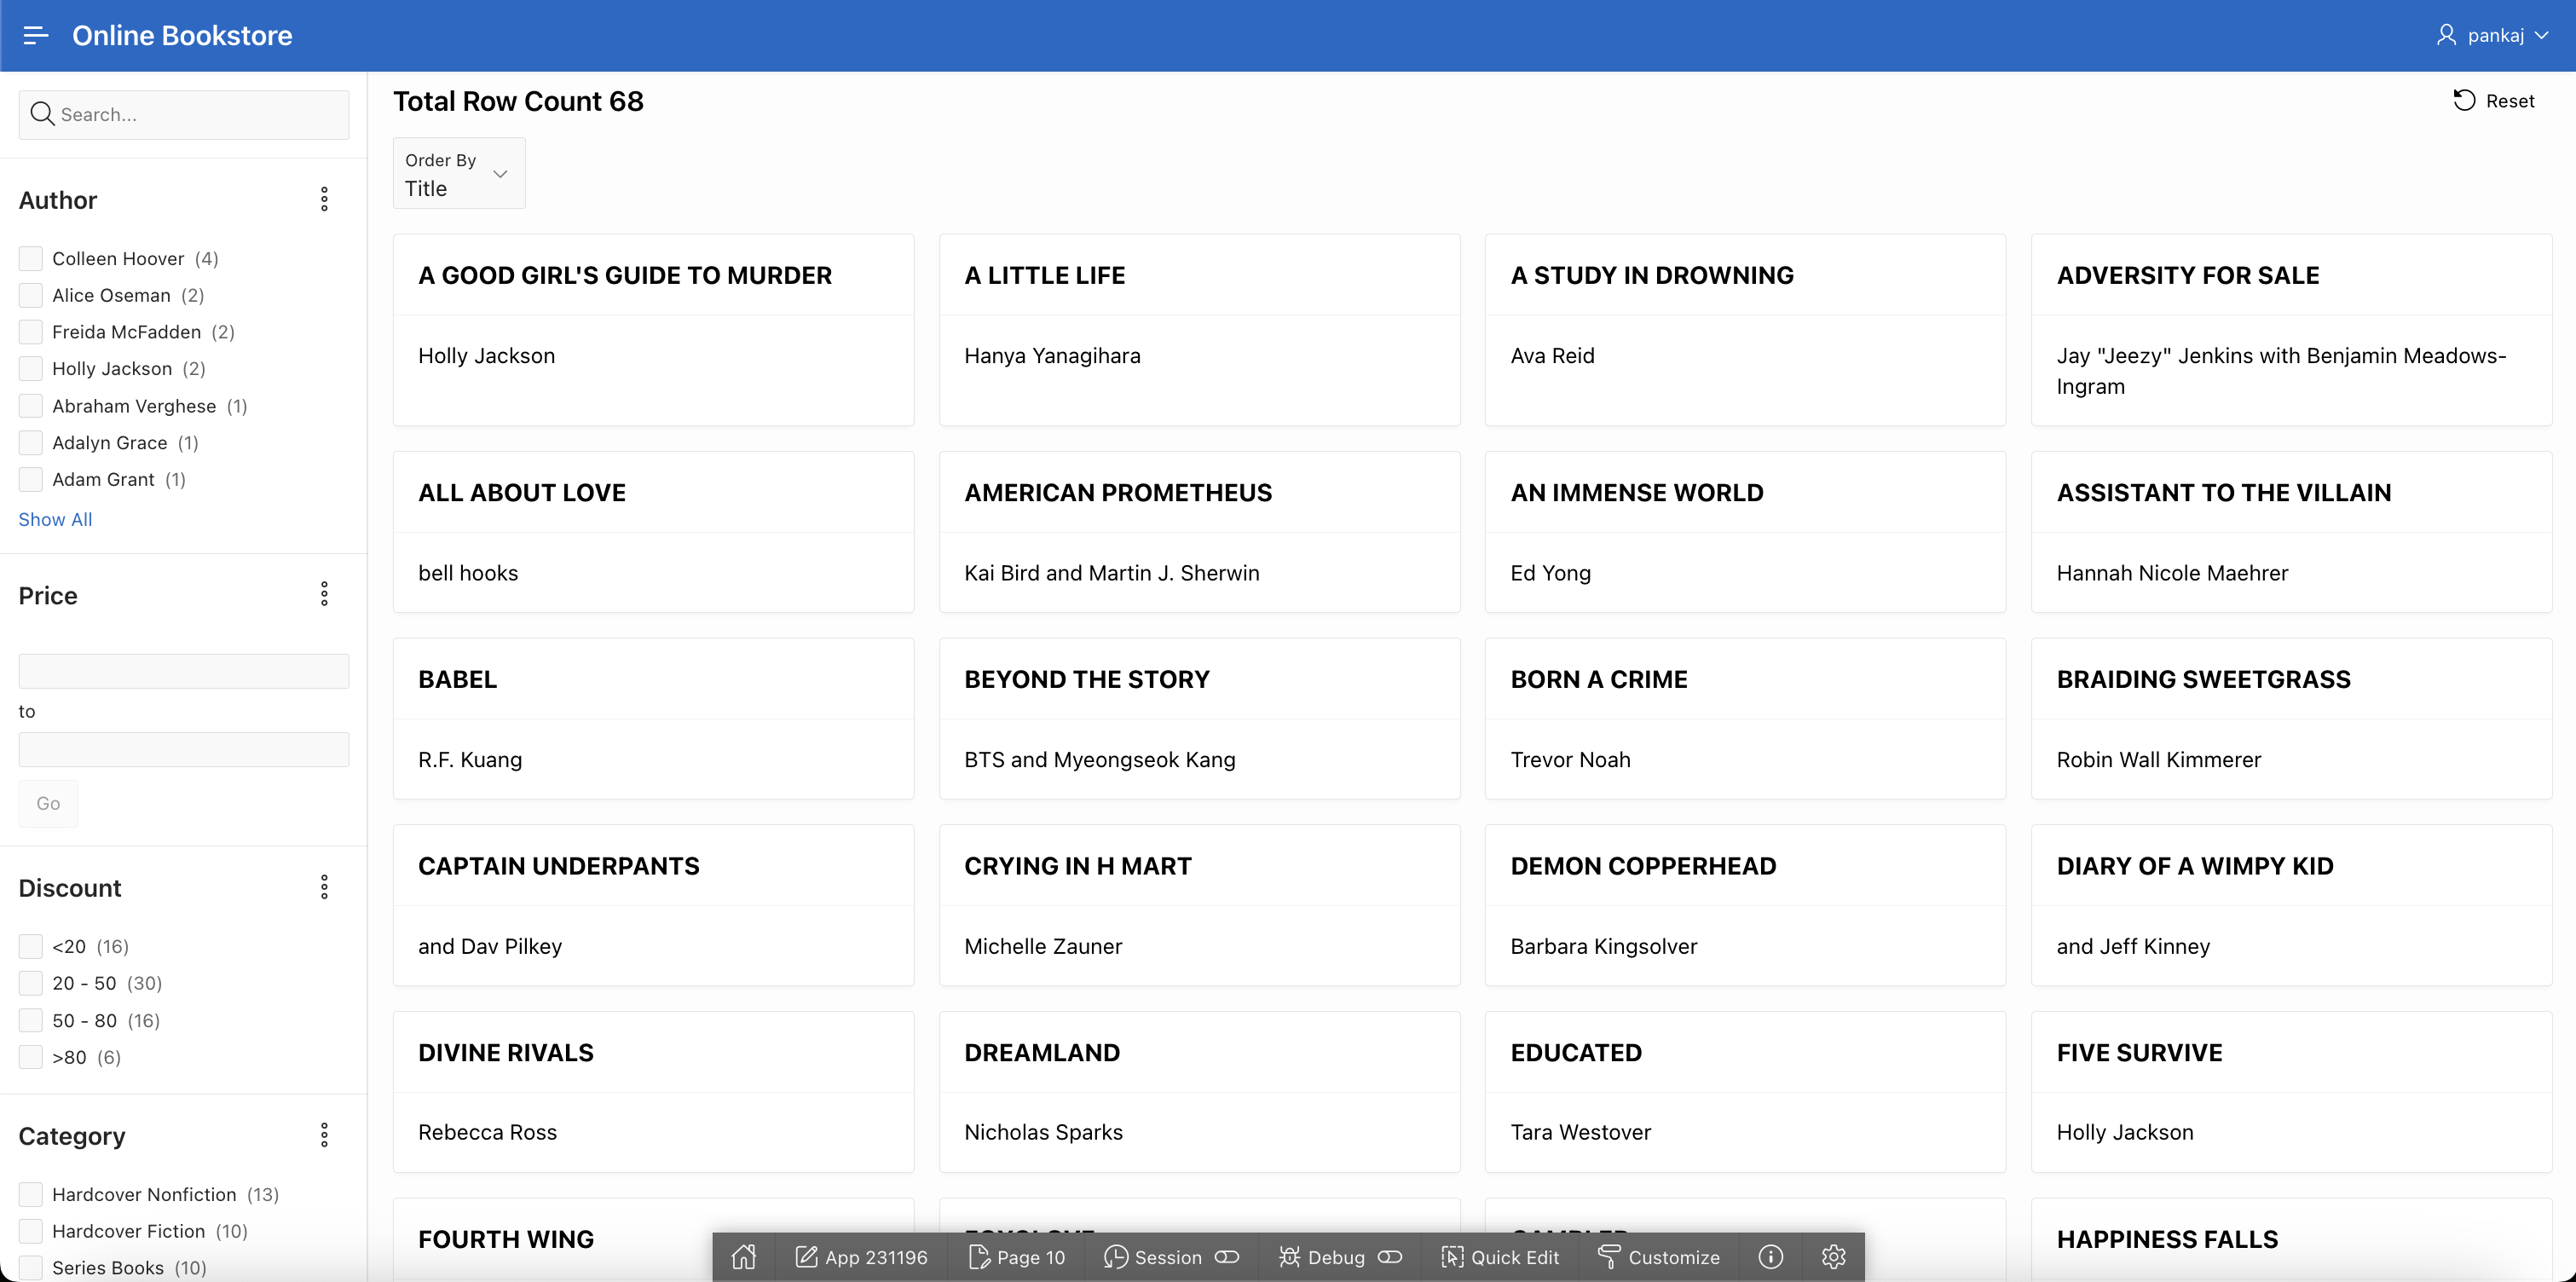 Online Bookstore
pankaj
Search...
Author
Colleen Hoover (4)
Alice Oseman (2)
Freida McFadden (2)
Holly Jackson (2)
Abraham Verghese (1)
Adalyn Grace (1)
Adam Grant (1)
Show All
Price
to
Go
Discount
<20 (16)
20 - 50 (30)
50 - 80 (16)
>80 (6)
Category
Hardcover Nonfiction (13)
Hardcover Fiction (10)
Series Books (10)
Total Row Count 68
Reset
Order By
Title
A GOOD GIRL'S GUIDE TO MURDER
Holly Jackson
A LITTLE LIFE
Hanya Yanagihara
A STUDY IN DROWNING
Ava Reid
ADVERSITY FOR SALE
Jay "Jeezy" Jenkins with Benjamin Meadows-
Ingram
ALL ABOUT LOVE
bell hooks
AMERICAN PROMETHEUS
Kai Bird and Martin J. Sherwin
AN IMMENSE WORLD
Ed Yong
ASSISTANT TO THE VILLAIN
Hannah Nicole Maehrer
BABEL
R.F. Kuang
BEYOND THE STORY
BTS and Myeongseok Kang
BORN A CRIME
Trevor Noah
BRAIDING SWEETGRASS
Robin Wall Kimmerer
CAPTAIN UNDERPANTS
and Dav Pilkey
CRYING IN H MART
Michelle Zauner
DEMON COPPERHEAD
Barbara Kingsolver
DIARY OF A WIMPY KID
and Jeff Kinney
DIVINE RIVALS
Rebecca Ross
DREAMLAND
Nicholas Sparks
EDUCATED
Tara Westover
FIVE SURVIVE
Holly Jackson
FOURTH WING
HAPPINESS FALLS
App 231196
Page 10
Session
Debug
Quick Edit
Customize